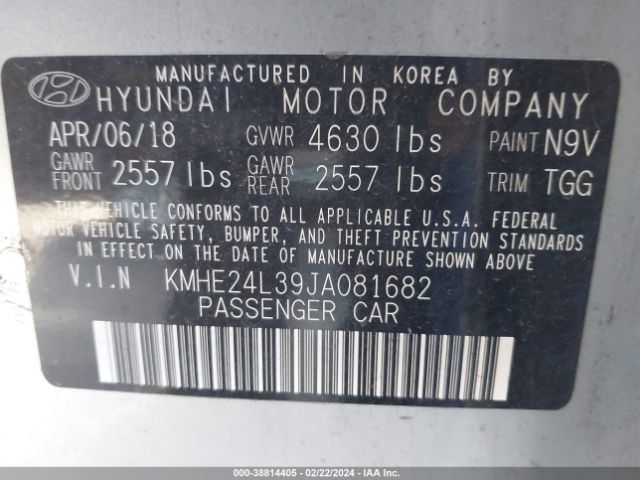 MANUFACTURED IN KOREA BY
HYUNDAI MOTOR COMPANY
APR/06/18 GVWR 4630 lbs PAINT N9V
GAWR FRONT 2557 lbs GAWR REAR 2557 lbs TRIM TGG
THIS VEHICLE CONFORMS TO ALL APPLICABLE U.S.A. FEDERAL
MOTOR VEHICLE SAFETY, BUMPER, AND THEFT PREVENTION STANDARDS
IN EFFECT ON THE DATE OF MANUFACTURE SHOWN ABOVE
V.I.N KMHE24L39JA081682
PASSENGER CAR
000-38814405 - 02/22/2024 - IAAI.COM